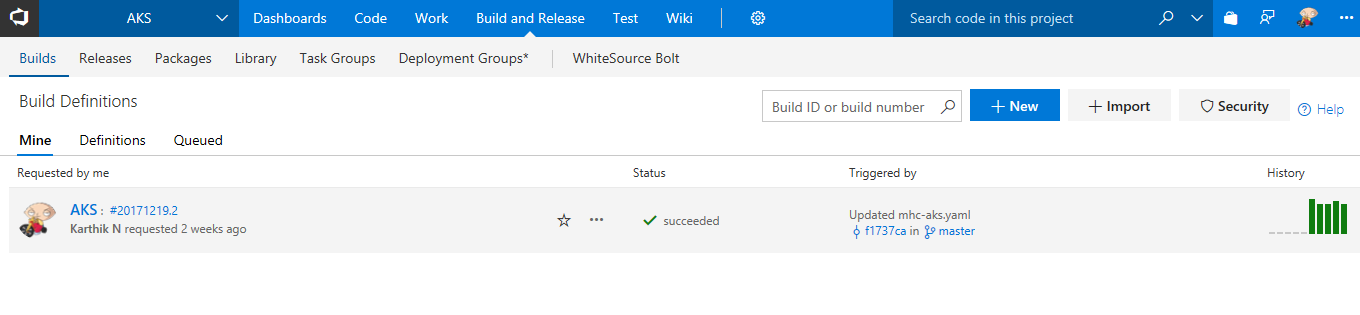 AKS Dashboards Code Work Build and Release Test Wiki Search code in this project
Builds Releases Packages Library Task Groups Deployment Groups* WhiteSource Bolt
Build Definitions
Build ID or build number
+ New
+ Import
Security
Help
Mine Definitions Queued
Requested by me Status Triggered by History
AKS : #20171219.2
Karthik N requested 2 weeks ago
succeeded
Updated mhc-aks.yaml
f1737ca in master